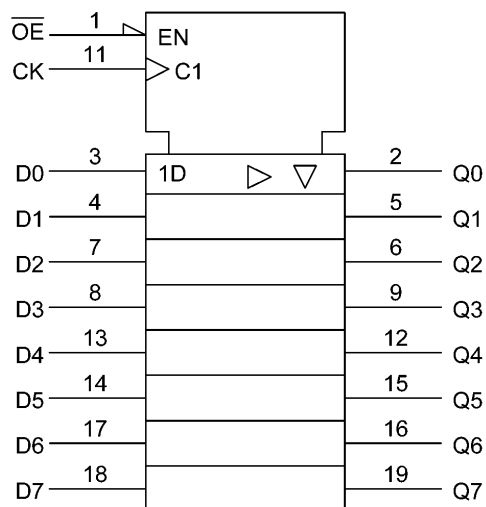 O̅E̅ 1 EN
CK 11 C1
D0 3 1D 2 Q0
D1 4 5 Q1
D2 7 6 Q2
D3 8 9 Q3
D4 13 12 Q4
D5 14 15 Q5
D6 17 16 Q6
D7 18 19 Q7